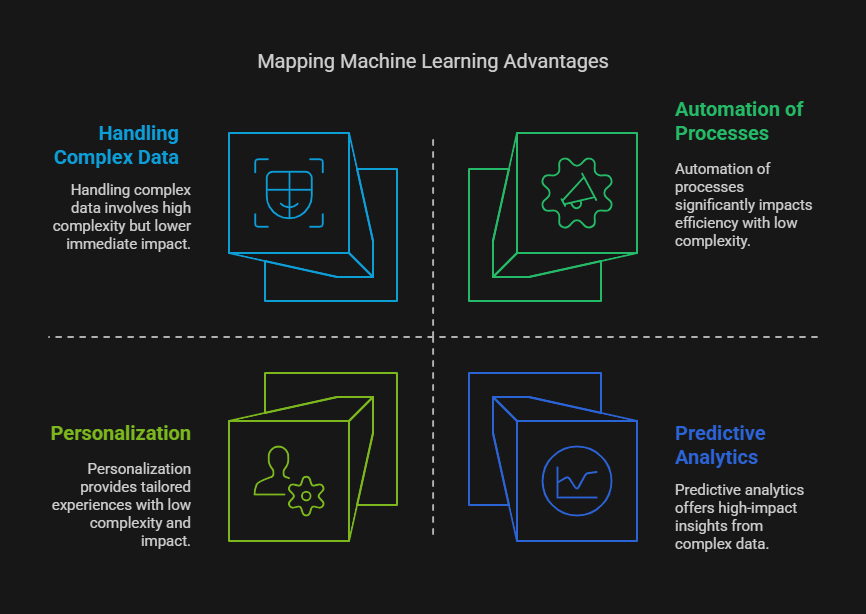 Mapping Machine Learning Advantages
Handling
Complex Data
Handling complex
data involves high
complexity but lower
immediate impact.
Automation of
Processes
Automation of
processes
significantly impacts
efficiency with low
complexity.
Personalization
Personalization
provides tailored
experiences with low
complexity and
impact.
Predictive
Analytics
Predictive analytics
offers high-impact
insights from
complex data.